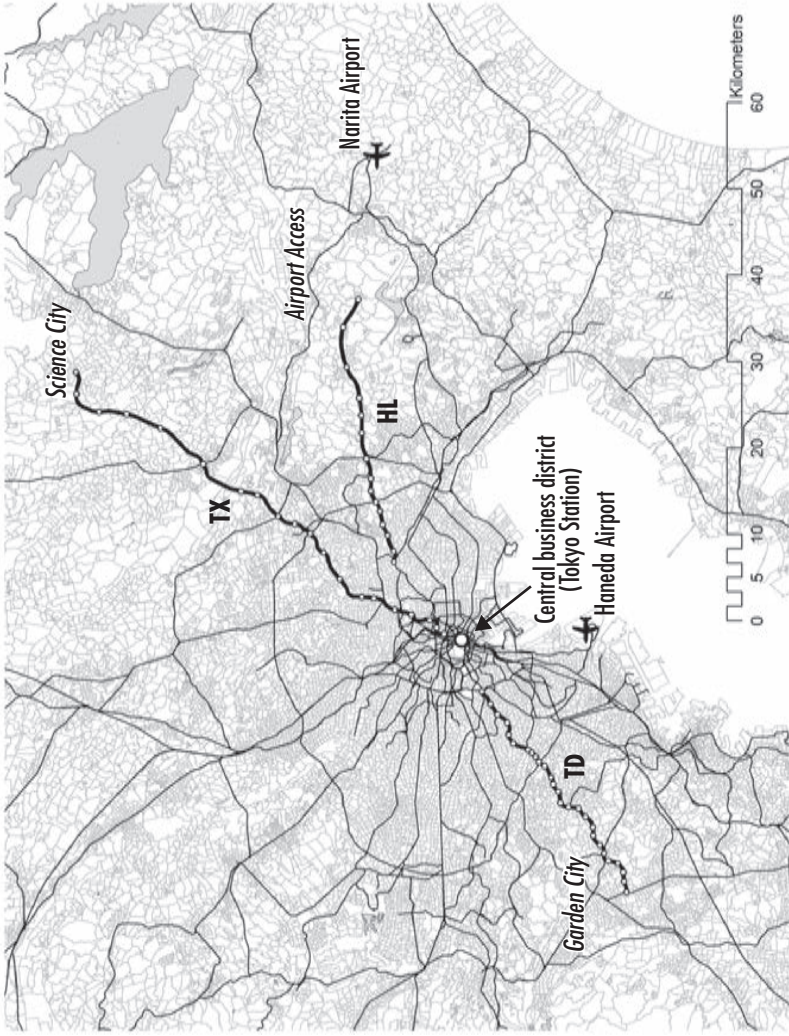 Science City
Narita Airport
Airport Access
TX
HL
Central business district
(Tokyo Station)
Haneda Airport
TD
Garden City
0 5 10 20 30 40 50 60
Kilometers